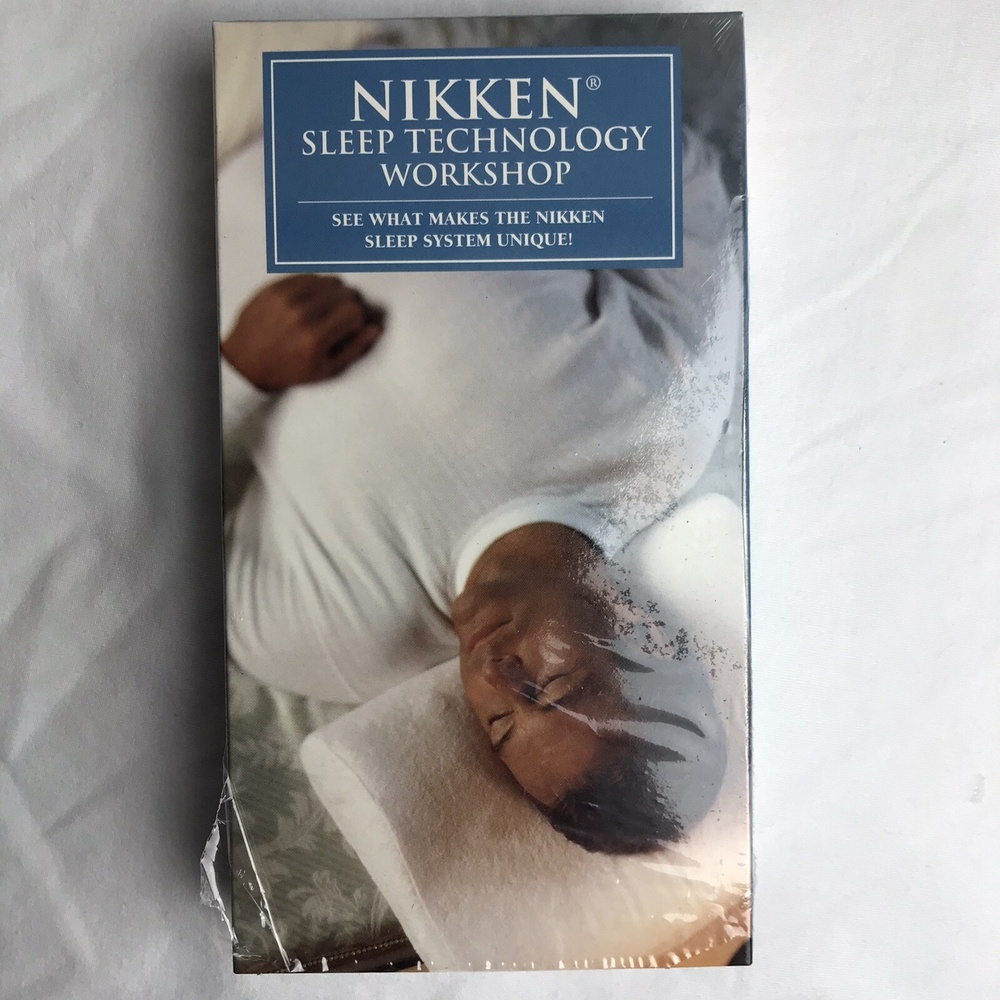 NIKKEN®
SLEEP TECHNOLOGY
WORKSHOP
SEE WHAT MAKES THE NIKKEN
SLEEP SYSTEM UNIQUE!